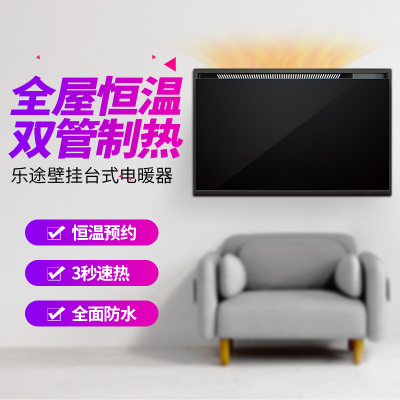 全屋恒温
双管制热
乐途壁挂台式电暖器
恒温预约
3秒速热
全面防水